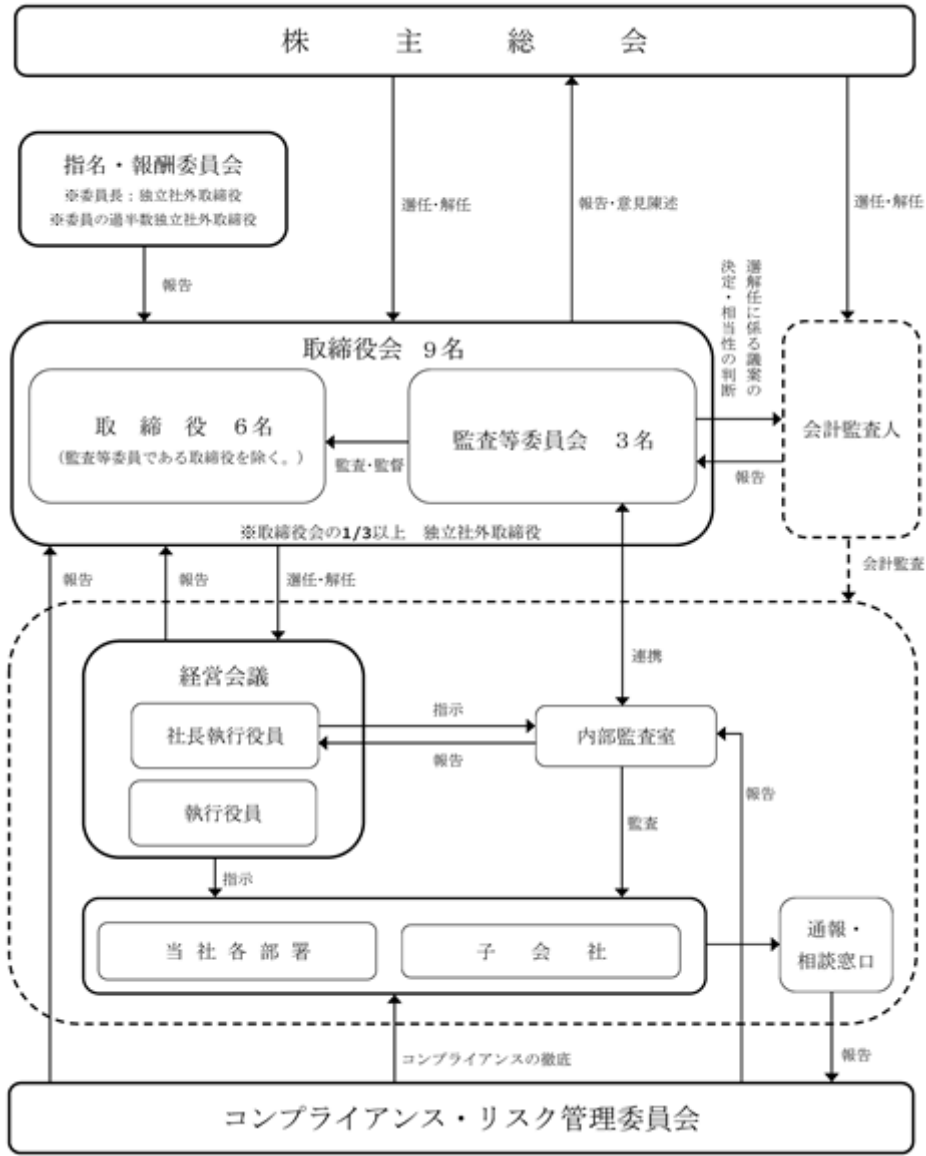 株主総会
指名・報酬委員会
※委員長：独立社外取締役
※委員の過半数独立社外取締役
選任・解任
報告・意見陳述
選任・解任
報告
選解任に係る議案の
決定・相当性の判断
取締役会 9名
取締役 6名
(監査等委員である取締役を除く。)
監査・監督
監査等委員会 3名
会計監査人
報告
※取締役会の1/3以上 独立社外取締役
会計監査
報告
報告
選任・解任
連携
経営会議
社長執行役員
執行役員
指示
報告
内部監査室
報告
監査
指示
当社各部署
子会社
通報・
相談窓口
コンプライアンスの徹底
報告
コンプライアンス・リスク管理委員会